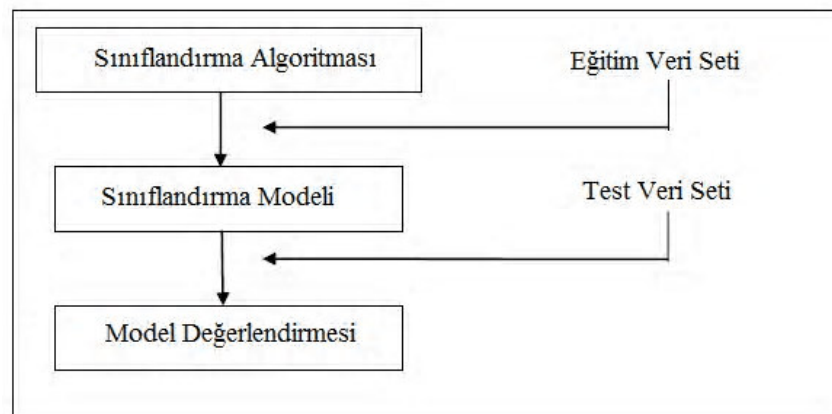 Sınıflandırma Algoritması
Eğitim Veri Seti
Sınıflandırma Modeli
Test Veri Seti
Model Değerlendirmesi